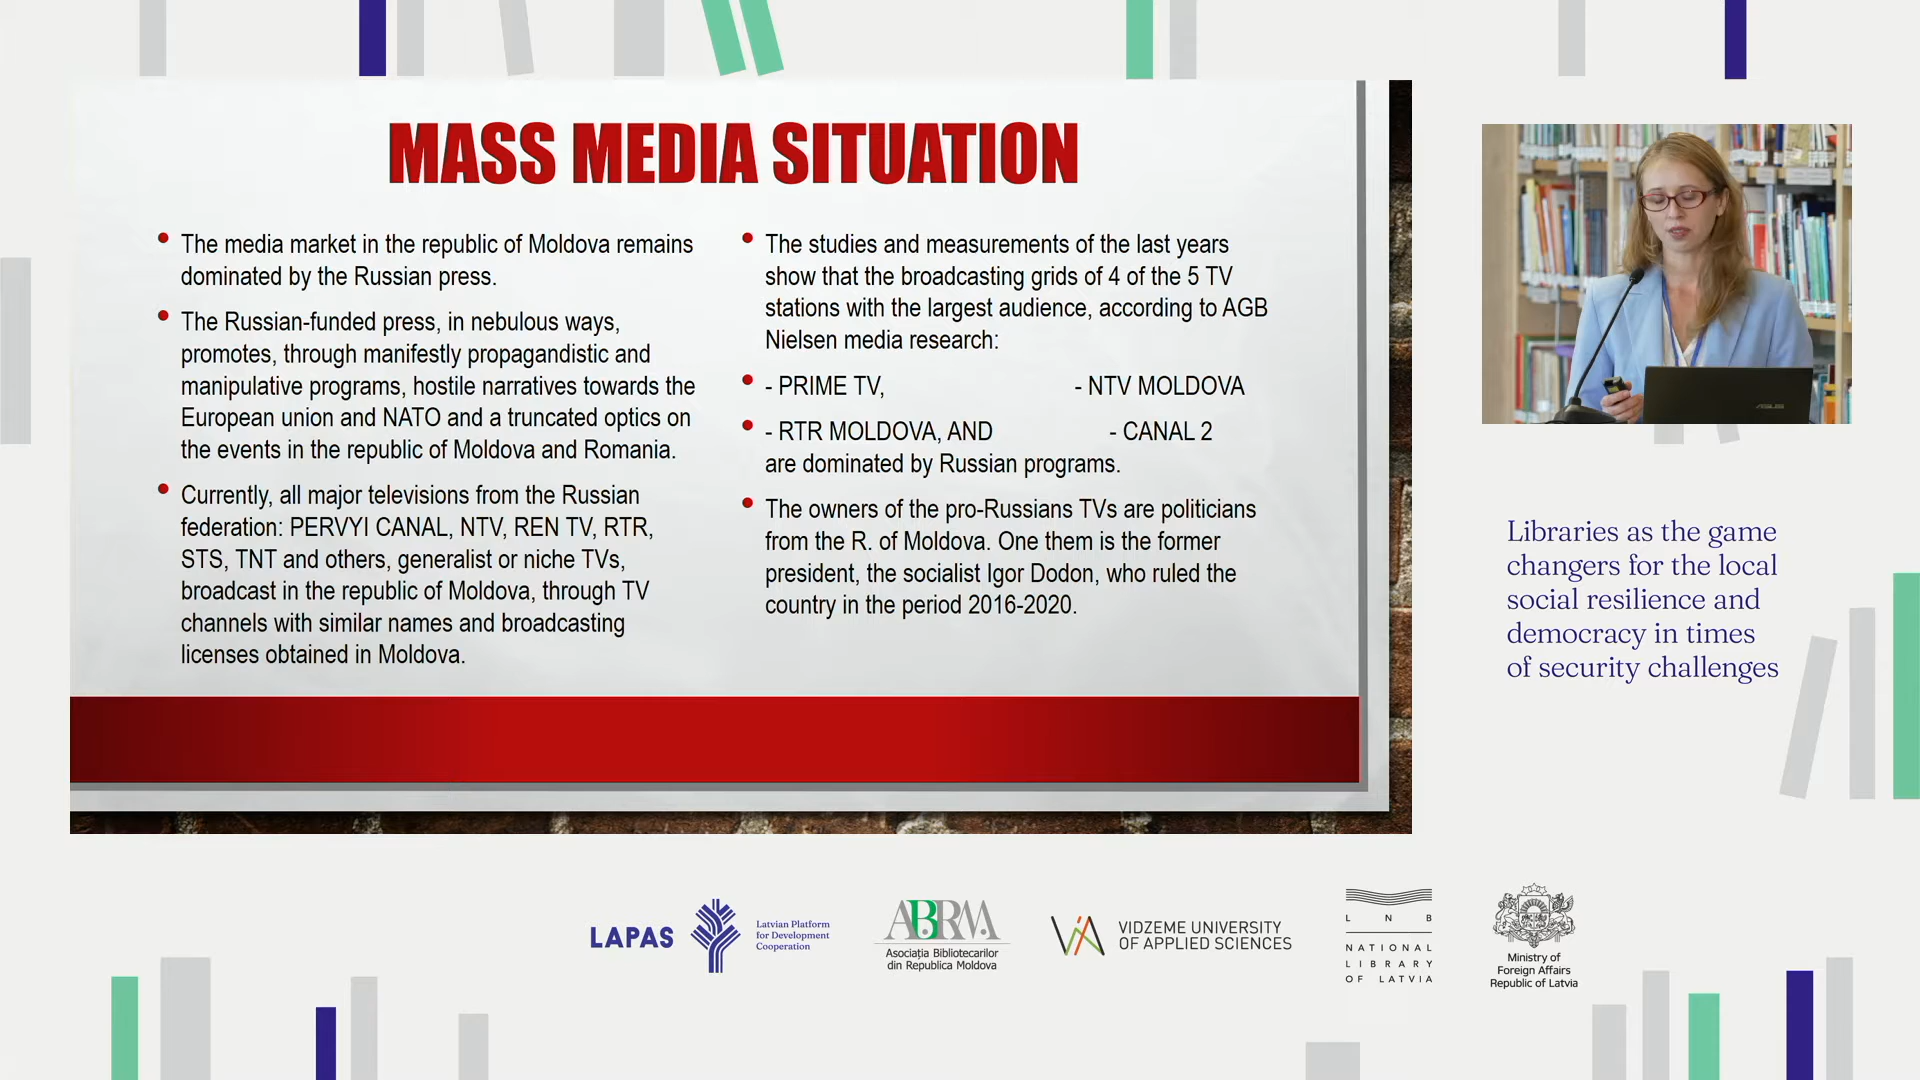 MASS MEDIA SITUATION
• The media market in the republic of Moldova remains
dominated by the Russian press.
• The Russian-funded press, in nebulous ways,
promotes, through manifestly propagandistic and
manipulative programs, hostile narratives towards the
European union and NATO and a truncated optics on
the events in the republic of Moldova and Romania.
• Currently, all major televisions from the Russian
federation: PERVYI CANAL, NTV, REN TV, RTR,
STS, TNT and others, generalist or niche TVs,
broadcast in the republic of Moldova, through TV
channels with similar names and broadcasting
licenses obtained in Moldova.
• The studies and measurements of the last years
show that the broadcasting grids of 4 of the 5 TV
stations with the largest audience, according to AGB
Nielsen media research:
• - PRIME TV, - NTV MOLDOVA
• - RTR MOLDOVA, AND - CANAL 2
are dominated by Russian programs.
• The owners of the pro-Russians TVs are politicians
from the R. of Moldova. One them is the former
president, the socialist Igor Dodon, who ruled the
country in the period 2016-2020.
ASUS
Libraries as the game
changers for the local
social resilience and
democracy in times
of security challenges
LAPAS
Latvian Platform
for Development
Cooperation
ABRM
Asociația Bibliotecarilor
din Republica Moldova
VIDZEME UNIVERSITY
OF APPLIED SCIENCES
L N B
NATIONAL
LIBRARY
OF LATVIA
Ministry of
Foreign Affairs
Republic of Latvia